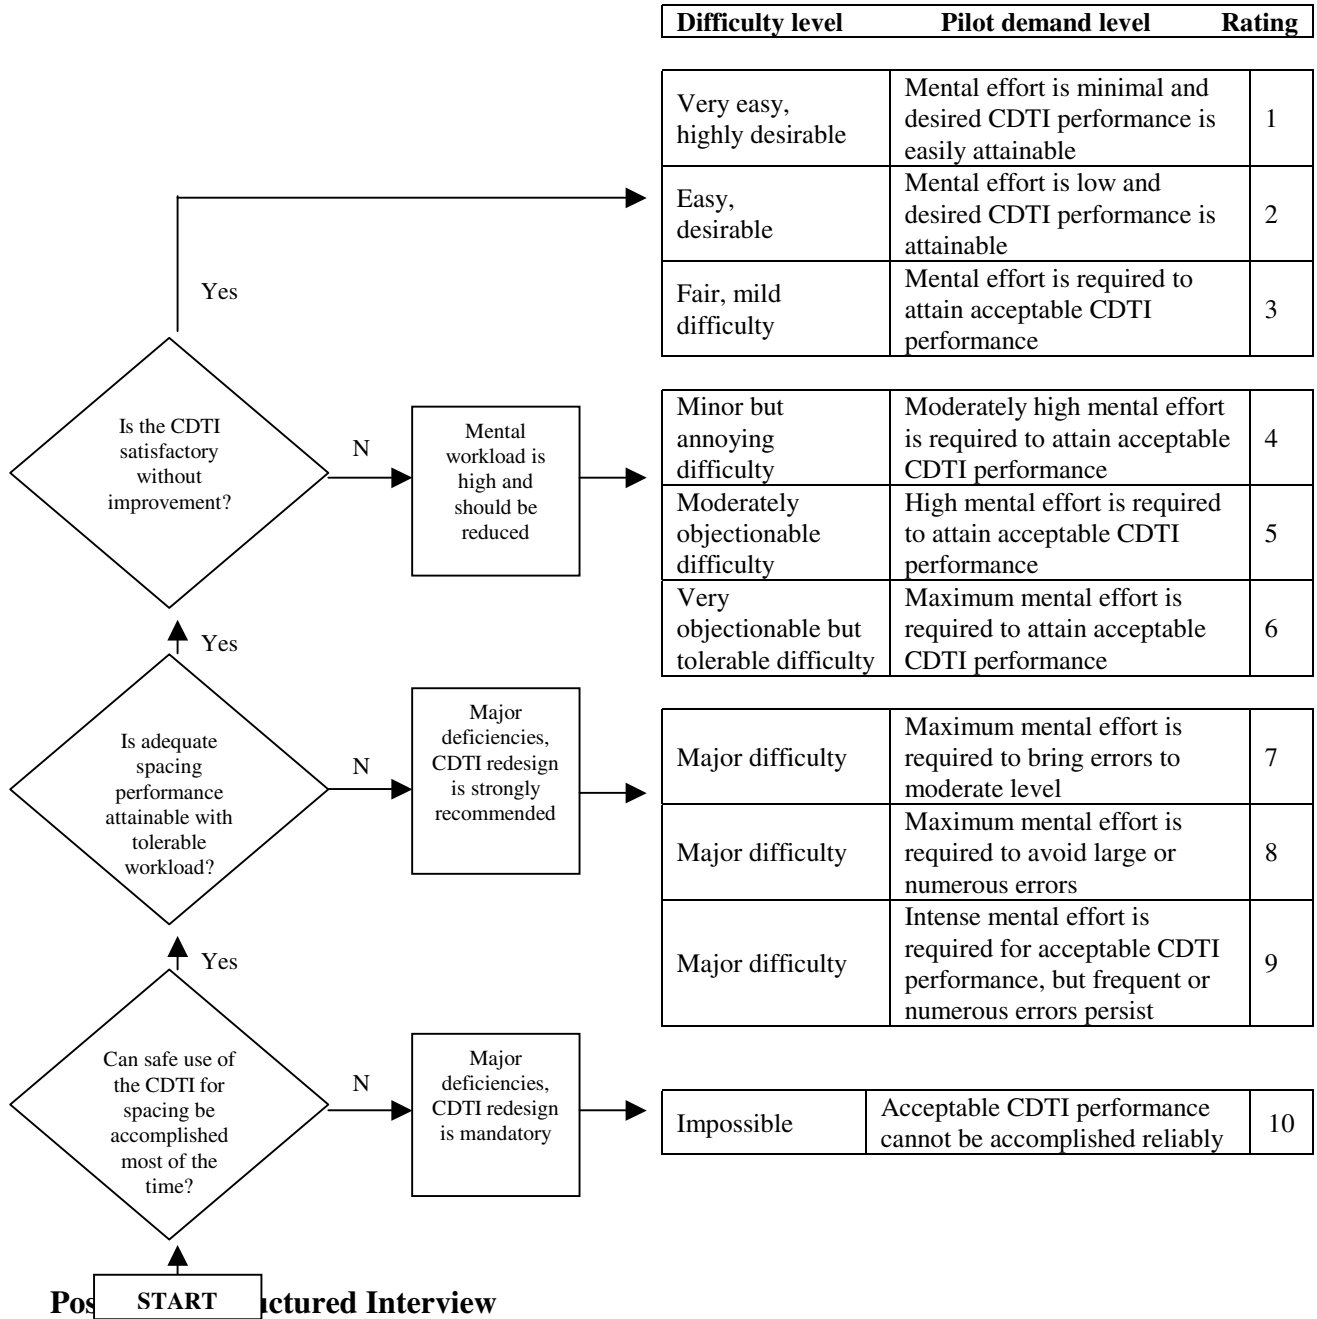 Difficulty level Pilot demand level Rating
Very easy,
highly desirable
Mental effort is minimal and
desired CDTI performance is
easily attainable
1
Easy,
desirable
Mental effort is low and
desired CDTI performance is
attainable
2
Fair, mild
difficulty
Mental effort is required to
attain acceptable CDTI
performance
3
Yes
Is the CDTI
satisfactory
without
improvement?
N
Mental
workload is
high and
should be
reduced
Minor but
annoying
difficulty
Moderately high mental effort
is required to attain acceptable
CDTI performance
4
Moderately
objectionable
difficulty
High mental effort is required
to attain acceptable CDTI
performance
5
Very
objectionable but
tolerable difficulty
Maximum mental effort is
required to attain acceptable
CDTI performance
6
Yes
Is adequate
spacing
performance
attainable with
tolerable
workload?
N
Major
deficiencies,
CDTI redesign
is strongly
recommended
Major difficulty
Maximum mental effort is
required to bring errors to
moderate level
7
Major difficulty
Maximum mental effort is
required to avoid large or
numerous errors
8
Major difficulty
Intense mental effort is
required for acceptable CDTI
performance, but frequent or
numerous errors persist
9
Yes
Can safe use of
the CDTI for
spacing be
accomplished
most of the
time?
N
Major
deficiencies,
CDTI redesign
is mandatory
Impossible
Acceptable CDTI performance
cannot be accomplished reliably
10
START
Interview